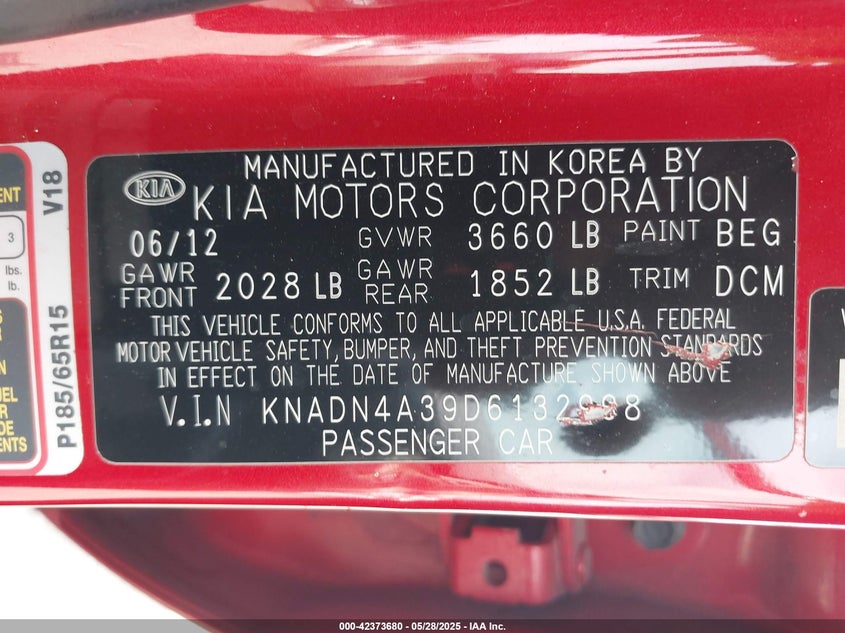 MANUFACTURED IN KOREA BY
KIA
KIA MOTORS CORPORATION
06/12 GVWR 3660 LB PAINT BEG
GAWR FRONT 2028 LB GAWR REAR 1852 LB TRIM DCM
THIS VEHICLE CONFORMS TO ALL APPLICABLE U.S.A. FEDERAL
MOTOR VEHICLE SAFETY, BUMPER, AND THEFT PREVENTION STANDARDS
IN EFFECT ON THE DATE OF MANUFACTURE SHOWN ABOVE
V.I.N KNADN4A39D6132998
PASSENGER CAR
P185/65R15 V18
3
lbs.
lb.
000-42373680 - 05/28/2025 - IAA Inc.